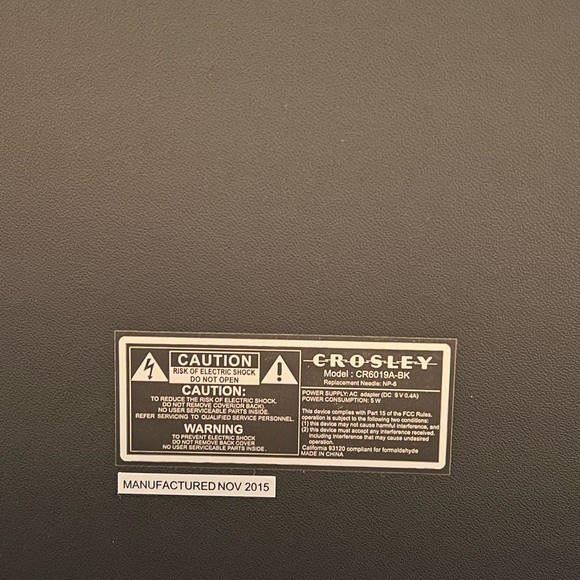 CAUTION
RISK OF ELECTRIC SHOCK
DO NOT OPEN
CAUTION:
TO REDUCE THE RISK OF ELECTRIC SHOCK.
DO NOT REMOVE COVER(OR BACK).
NO USER SERVICEABLE PARTS INSIDE.
REFER SERVICING TO QUALIFIED SERVICE PERSONNEL.
WARNING
TO PREVENT ELECTRIC SHOCK
DO NOT REMOVE BACK COVER
NO USER SERVICEABLE PARTS INSIDE.
CROSLEY
Model : CR6019A-BK
Replacement Needle: NP-6
POWER SUPPLY: AC adapter (DC 9V 0.4A)
POWER CONSUMPTION: 5W
This device complies with Part 15 of the FCC Rules.
operation is subject to the following two conditions:
(1) this device may not cause harmful interference, and
(2) this device must accept any interference received.
including interference that may cause undesired
operation.
California 93120 compliant for formaldehyde
MADE IN CHINA
MANUFACTURED NOV 2015